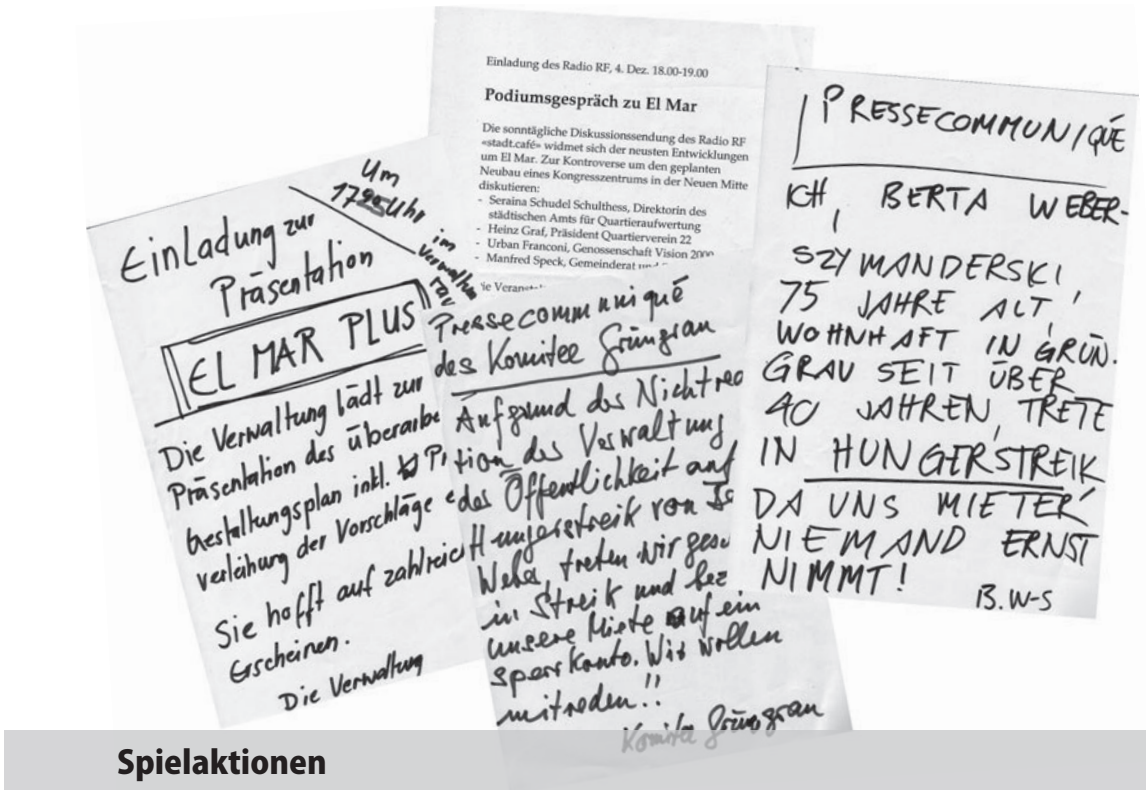 Um
Uhr im
Einladung zur
Präsentation
EL MAR PLUS
Die Verwaltung lädt zur
Präsentation des überarbe
Gestaltungsplan inkl.
verleihung der Vorschläge
Sie hofft auf zahlreich
Erscheinen.
Die Verwaltung
Einladung des Radio RF, 4. Dez. 18.00-19.00
Podiumsgespräch zu El Mar
Die sonntägliche Diskussionssendung des Radio RF
«stadt.café» widmet sich der neusten Entwicklungen
um El Mar. Zur Kontroverse um den geplanten
Neubau eines Kongresszentrums in der Neuen Mitte
diskutieren:
- Seraina Schudel Schulthess, Direktorin des
städtischen Amts für Quartieraufwertung
- Heinz Graf, Präsident Quartierverein 22
- Urban Franconi, Genossenschaft Vision 2000
- Manfred Speck, Gemeinderat
Pressecommuniqué
des Komitee Grüngrau
Aufgrund der Nichtrea
tion der Verwaltung
der Öffentlichkeit auf
Hungerstreik von
Weber, treten wir
in Streik und bez
unsere Miete auf ein
Sperrkonto. Wir wollen
mitreden!!
Komitee Grüngrau
PRESSECOMMUNIQUÉ
ICH, BERTA WEBER-
SZYMANDERSKI,
75 JAHRE ALT,
WOHNHAFT IN GRÜN-
GRAU SEIT ÜBER
40 JAHREN, TRETE
IN HUNGERSTREIK
DA UNS MIETER
NIEMAND ERNST
NIMMT!
B.W-S
Spielaktionen